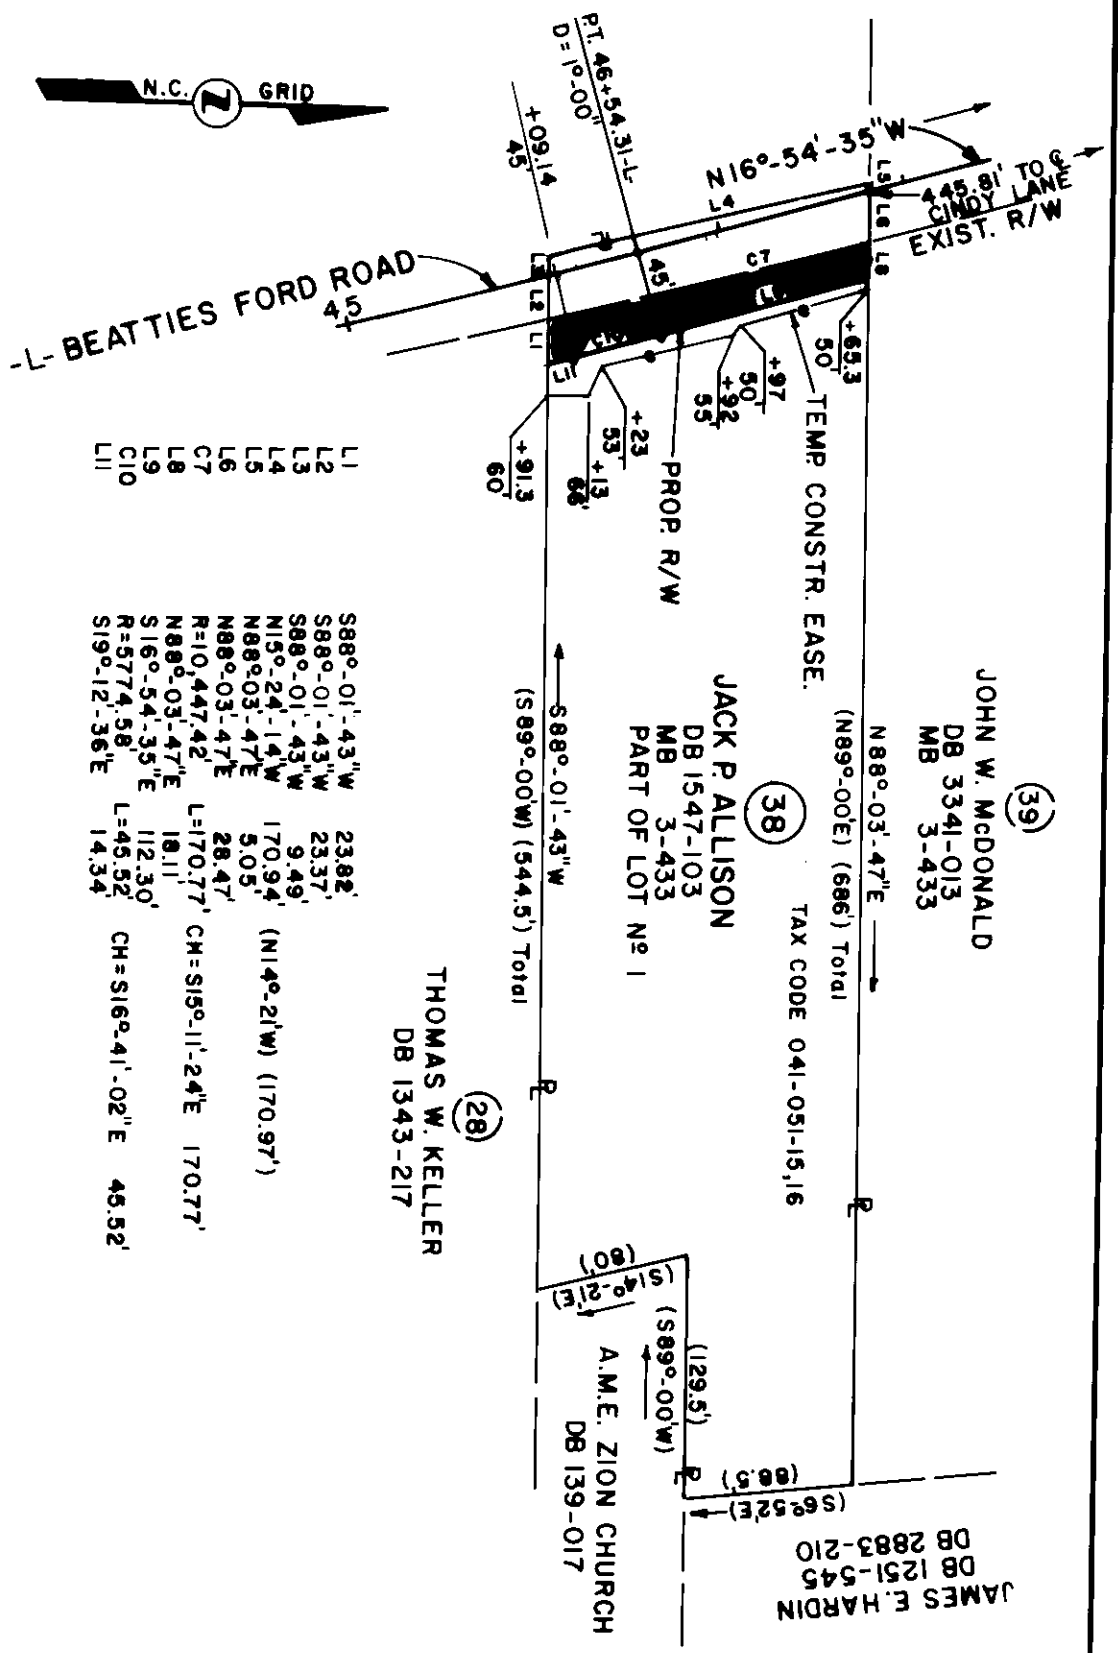 N.C. GRID
P.T. 46+54.31-L-
D = 1°-00"
+09.14
45'
N16°-54'-35"W
445.81' TO ℄
CINDY LANE
EXIST. R/W
-L- BEATTIES FORD ROAD
45
L5
L6
L8
L4
C7
45'
L3
L2
L1
L11
+65.3
50'
+97
50'
+92
55'
+23
53'
+13
+91.3
60'
TEMP. CONSTR. EASE.
PROP. R/W
39
JOHN W. McDONALD
DB 3341-013
MB 3-433
N88°-03'-47"E
(N89°-00'E) (686') Total
TAX CODE 041-051-15,16
38
JACK P. ALLISON
DB 1547-103
MB 3-433
PART OF LOT Nº 1
S88°-01'-43"W
(S89°-00'W) (544.5') Total
28
THOMAS W. KELLER
DB 1343-217
(80')
(S14°-21'E)
(129.5')
(S89°-00'W)
A.M.E. ZION CHURCH
DB 139-017
(88.5')
(S6°52'E)
JAMES E. HARDIN
DB 1251-545
DB 2883-210
L1 S88°-01'-43"W 23.82'
L2 S88°-01'-43"W 23.37'
L3 S88°-01'-43"W 9.49'
L4 N15°-24'-14"W 170.94' (N14°-21'W) (170.97')
L5 N88°-03'-47"E 5.05'
L6 N88°-03'-47"E 28.47'
C7 R=10,447.42' L=170.77' CH=S15°-11'-24"E 170.77'
L8 N88°-03'-47"E 18.11'
L9 S16°-54'-35"E 112.30'
C10 R=5774.58' L=45.52' CH=S16°-41'-02"E 45.52'
L11 S19°-12'-36"E 14.34'